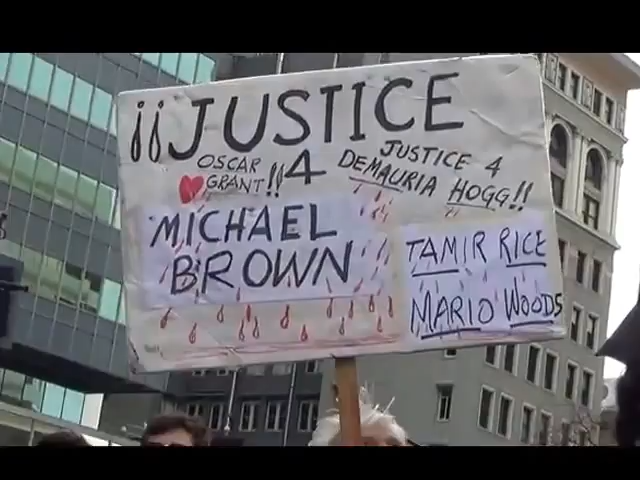 ¡¡JUSTICE
OSCAR
GRANT!!
4
JUSTICE 4
DEMAURIA HOGG!!
MICHAEL
BROWN
TAMIR RICE
MARIO WOODS